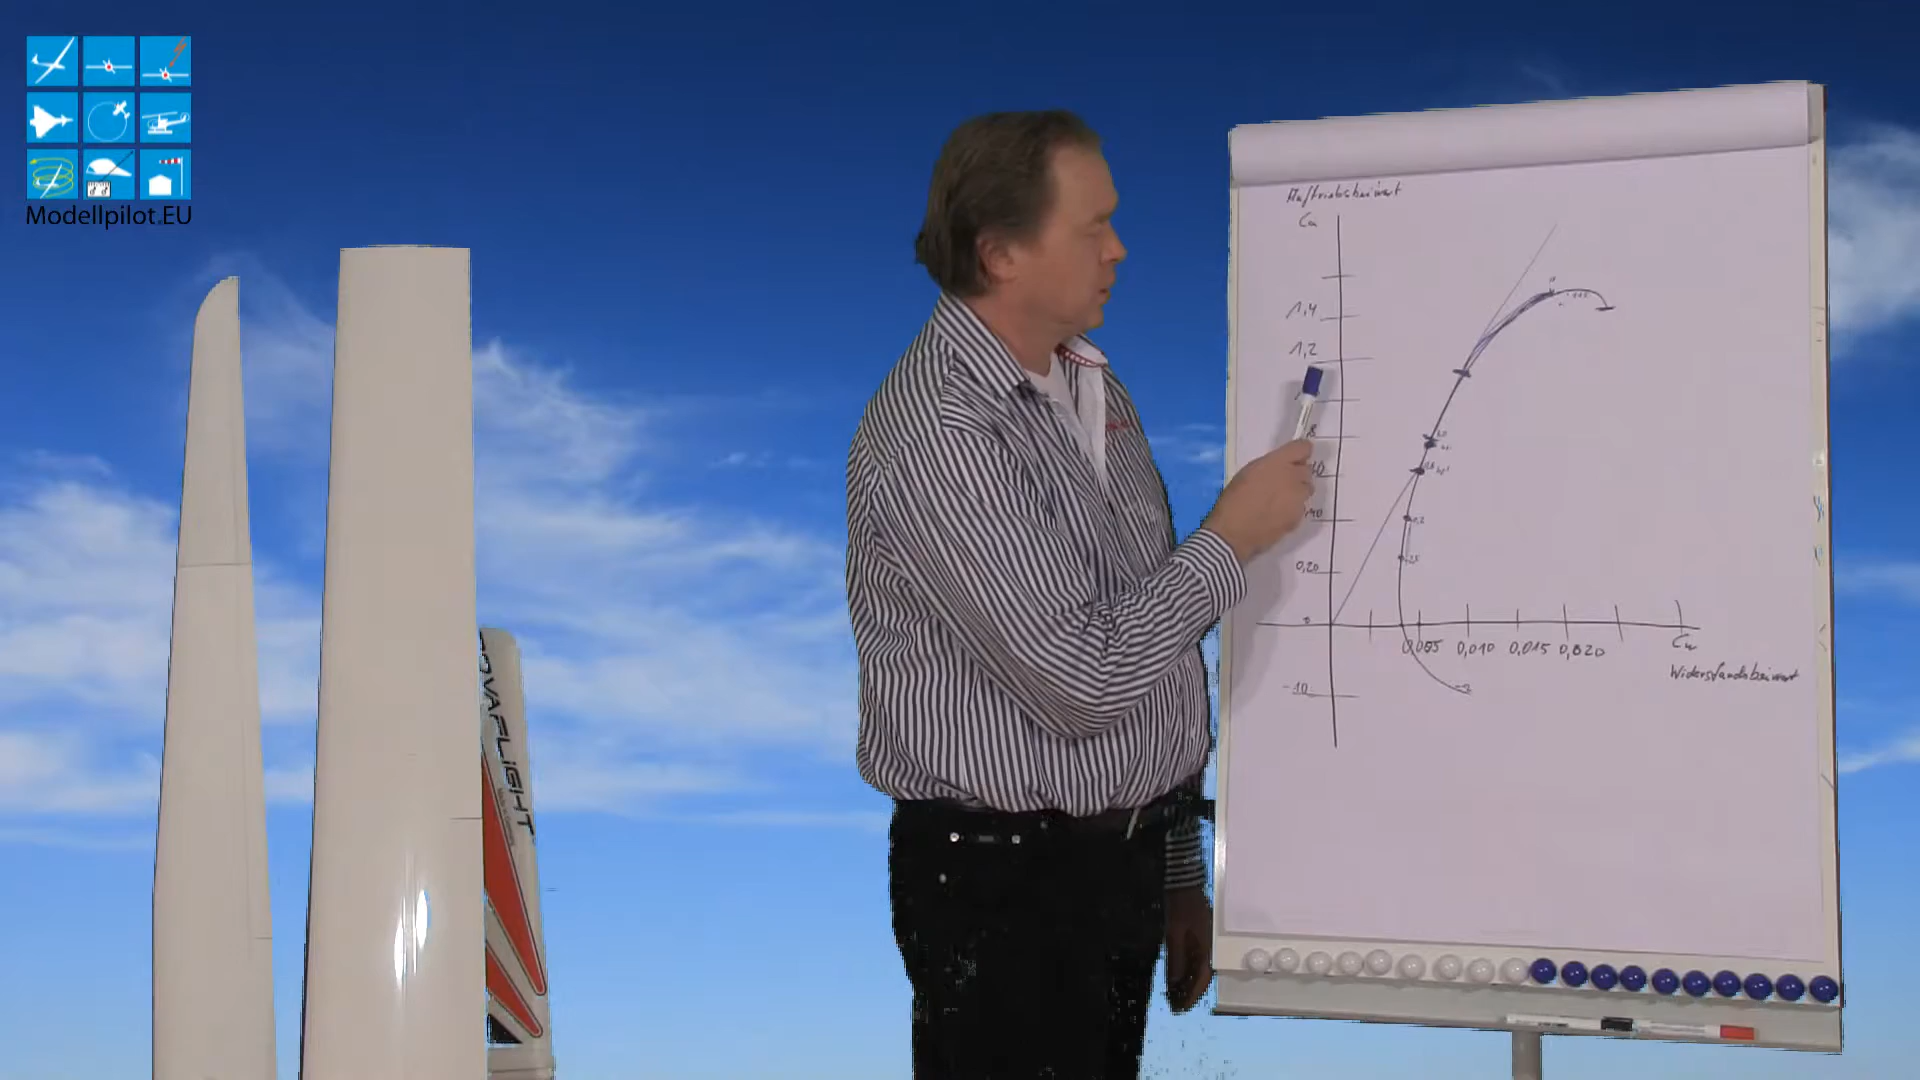 Modellpilot.EU
Auftriebsbeiwert
Ca
1,4
1,2
0,20
0
0,005 0,010 0,015 0,020
Cw
Widerstandsbeiwert
-10
NOVAFLIGHT